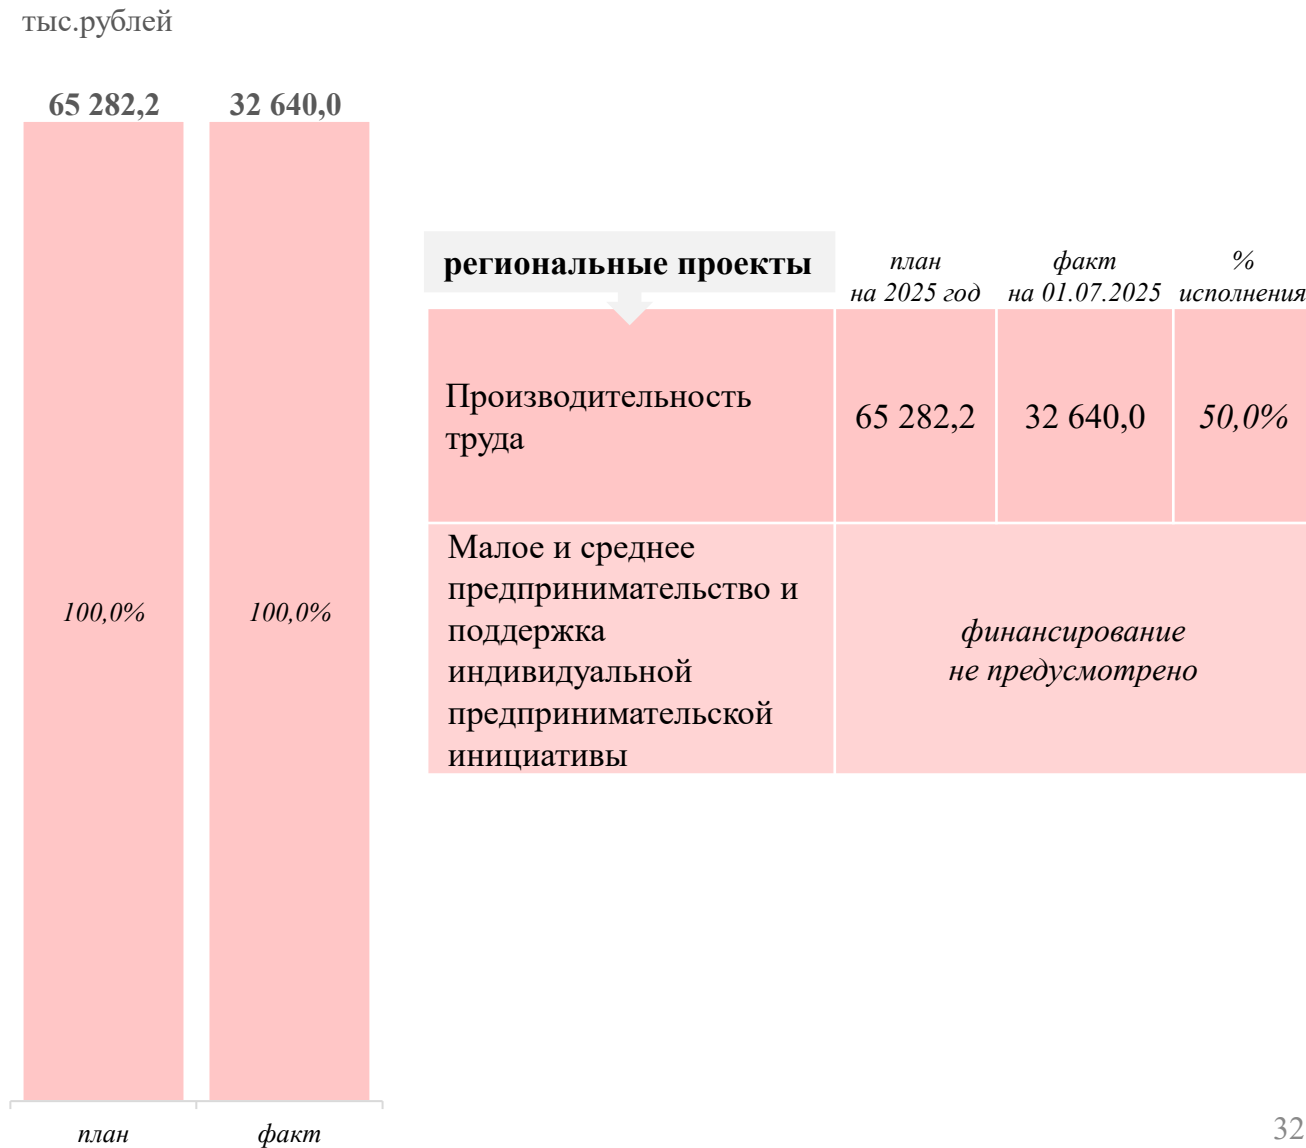 тыс.рублей
65 282,2
32 640,0
100,0%
100,0%
план
факт
региональные проекты
план
на 2025 год
факт
на 01.07.2025
%
исполнения
Производительность
труда
65 282,2
32 640,0
50,0%
Малое и среднее
предпринимательство и
поддержка
индивидуальной
предпринимательской
инициативы
финансирование
не предусмотрено
32